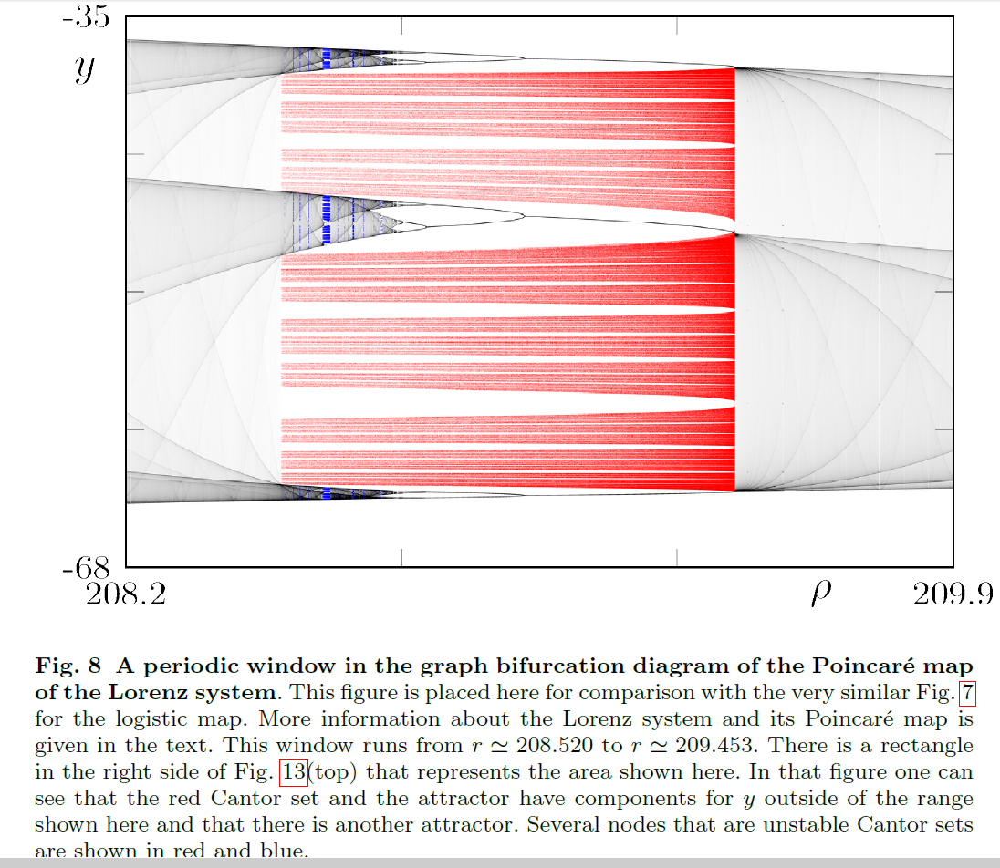 -35
y
-68
208.2
ρ
209.9
Fig. 8 A periodic window in the graph bifurcation diagram of the Poincaré map
of the Lorenz system. This figure is placed here for comparison with the very similar Fig. 7
for the logistic map. More information about the Lorenz system and its Poincaré map is
given in the text. This window runs from r ≃ 208.520 to r ≃ 209.453. There is a rectangle
in the right side of Fig. 13(top) that represents the area shown here. In that figure one can
see that the red Cantor set and the attractor have components for y outside of the range
shown here and that there is another attractor. Several nodes that are unstable Cantor sets
are shown in red and blue.